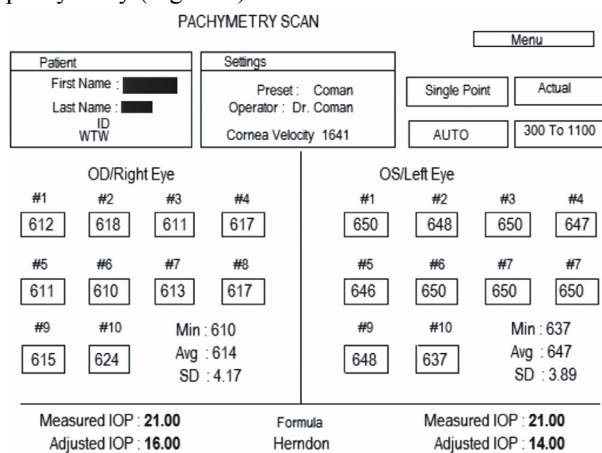 PACHYMETRY SCAN
Menu
Patient
First Name :
Last Name :
ID
WTW
Settings
Preset : Coman
Operator : Dr. Coman
Cornea Velocity 1641
Single Point
Actual
AUTO
300 To 1100
OD/Right Eye
#1 #2 #3 #4
612 618 611 617
#5 #6 #7 #8
611 610 613 617
#9 #10
615 624
Min : 610
Avg : 614
SD : 4.17
OS/Left Eye
#1 #2 #3 #4
650 648 650 647
#5 #6 #7 #7
646 650 650 650
#9 #10
648 637
Min : 637
Avg : 647
SD : 3.89
Measured IOP : 21.00
Adjusted IOP : 16.00
Formula
Herndon
Measured IOP : 21.00
Adjusted IOP : 14.00